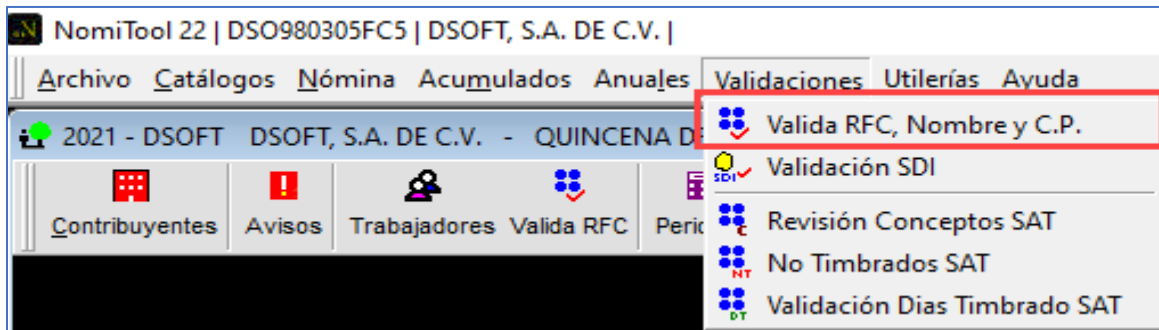 NomiTool 22 | DSO980305FC5 | DSOFT, S.A. DE C.V. |
Archivo Catálogos Nómina Acumulados Anuales Validaciones Utilerías Ayuda
2021 - DSOFT DSOFT, S.A. DE C.V. - QUINCENA
Contribuyentes Avisos Trabajadores Valida RFC
Valida RFC, Nombre y C.P.
SDI Validación SDI
C Revisión Conceptos SAT
NT No Timbrados SAT
DT Validación Dias Timbrado SAT